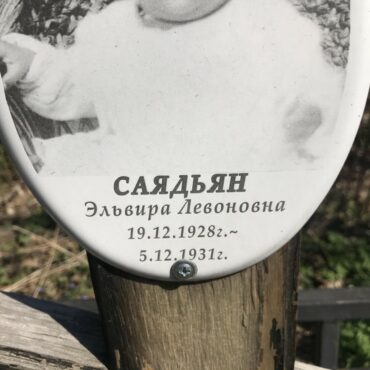 САЯДЬЯН
Эльвира Левоновна
19.12.1928г.~
5.12.1931г.